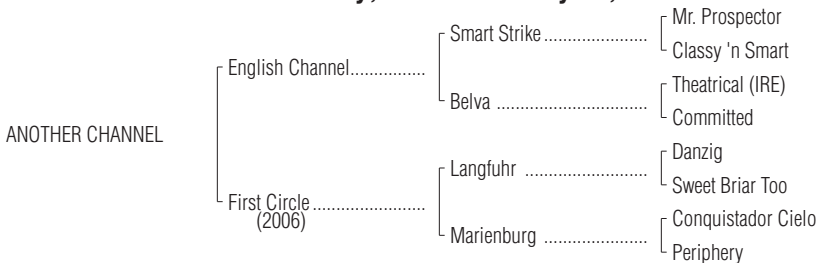 Mr. Prospector
Smart Strike
Classy 'n Smart
English Channel
Theatrical (IRE)
Belva
Committed
ANOTHER CHANNEL
Danzig
Langfuhr
Sweet Briar Too
First Circle
(2006)
Conquistador Cielo
Marienburg
Periphery